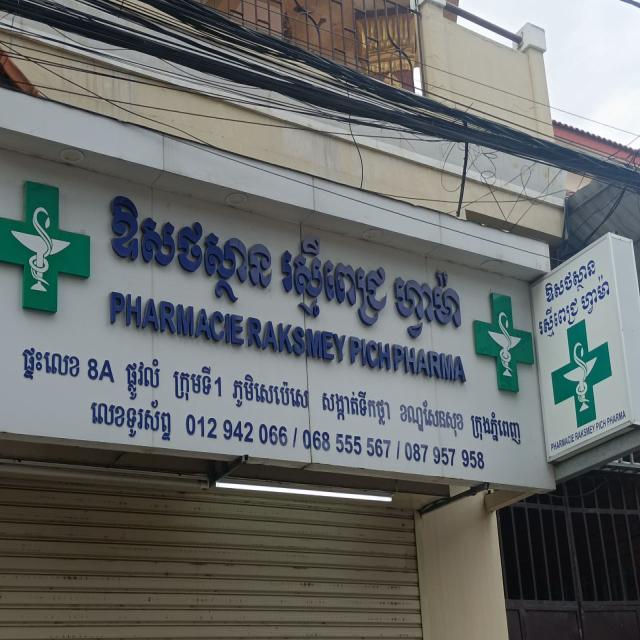 ឱសថស្ថាន រស្មីពេជ្រ ហ្វាម៉ា
PHARMACIE RAKSMEY PICH PHARMA
ផ្ទះលេខ 8A ផ្លូវលំ ក្រុមទី1 ភូមិសេប៉េសេ សង្កាត់ទឹកថ្លា ខណ្ឌសែនសុខ ក្រុងភ្នំពេញ
លេខទូរស័ព្ទ 012 942 066 / 068 555 567 / 087 957 958
ឱសថស្ថាន
រស្មីពេជ្រ ហ្វាម៉ា
PHARMACIE RAKSMEY PICH PHARMA